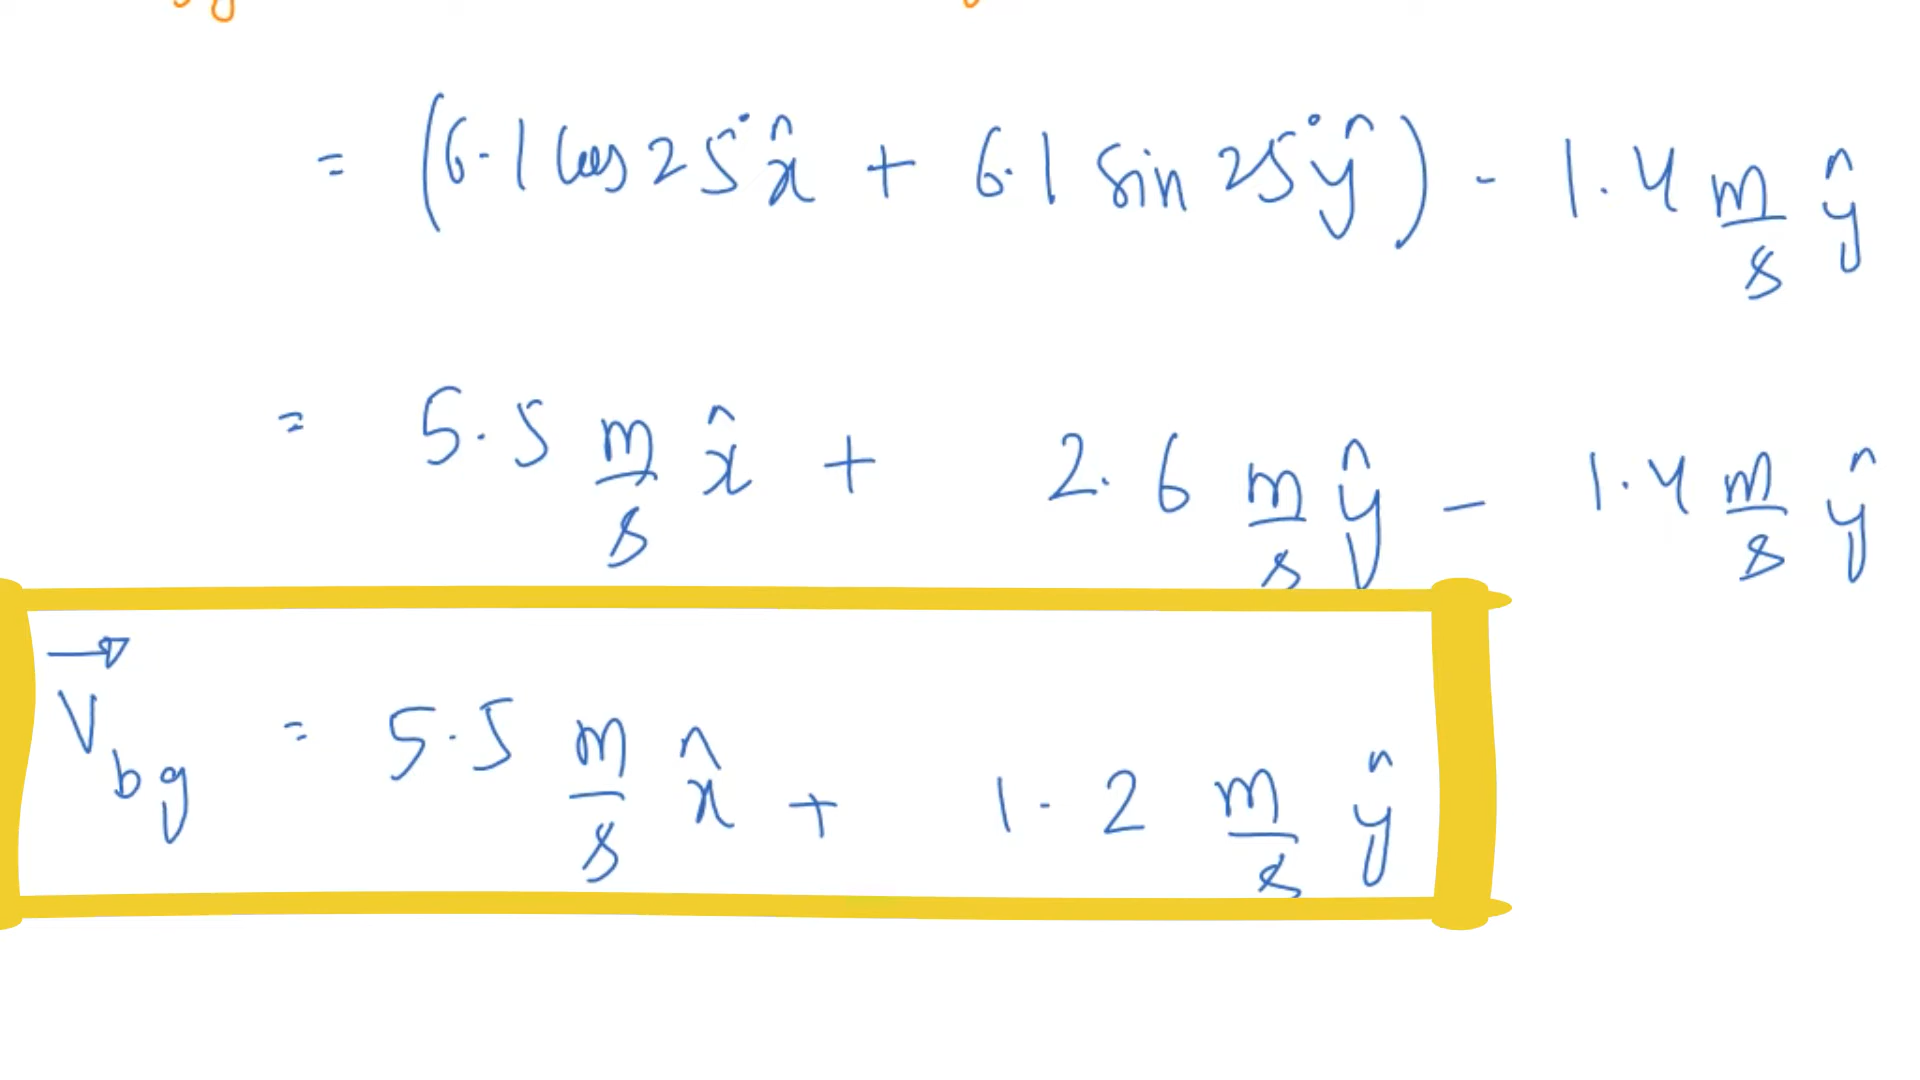 = (6.1 cos 25° x̂ + 6.1 sin 25° ŷ) - 1.4 m/s ŷ
= 5.5 m/s x̂ + 2.6 m/s ŷ - 1.4 m/s ŷ
V⃗bg = 5.5 m/s x̂ + 1.2 m/s ŷ